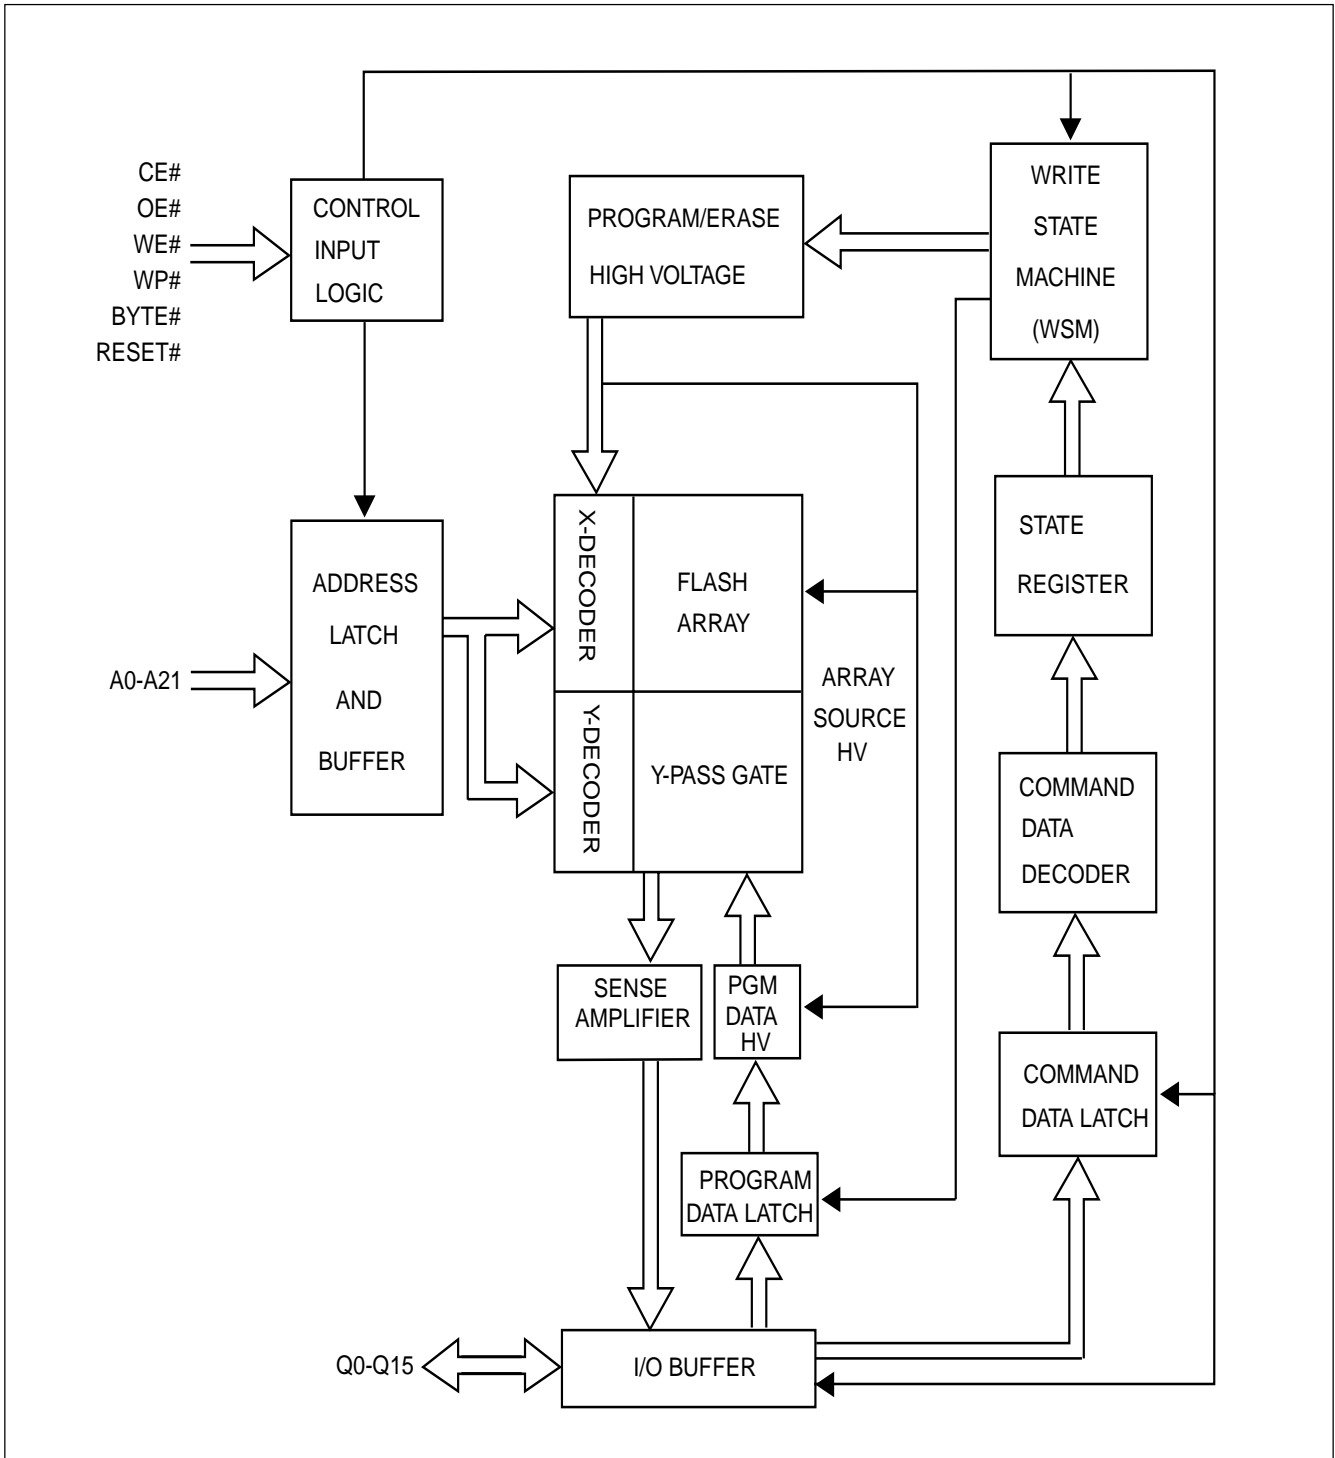 CE#
OE#
WE#
WP#
BYTE#
RESET#
CONTROL
INPUT
LOGIC
PROGRAM/ERASE
HIGH VOLTAGE
WRITE
STATE
MACHINE
(WSM)
STATE
REGISTER
A0-A21
ADDRESS
LATCH
AND
BUFFER
X-DECODER
FLASH
ARRAY
Y-DECODER
Y-PASS GATE
ARRAY
SOURCE
HV
COMMAND
DATA
DECODER
SENSE
AMPLIFIER
PGM
DATA
HV
COMMAND
DATA LATCH
PROGRAM
DATA LATCH
Q0-Q15
I/O BUFFER